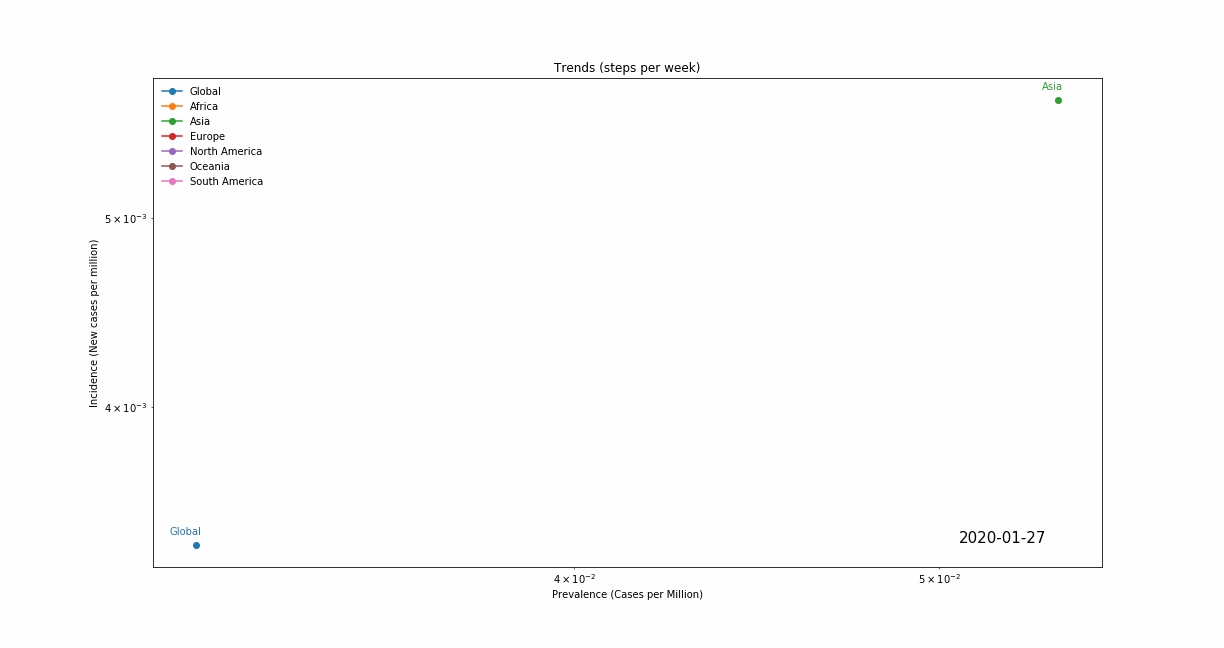 Trends (steps per week)
Global
Africa
Asia
Europe
North America
Oceania
South America
Asia
5 × 10⁻³
4 × 10⁻³
Incidence (New cases per million)
Global
2020-01-27
4 × 10⁻²
5 × 10⁻²
Prevalence (Cases per Million)